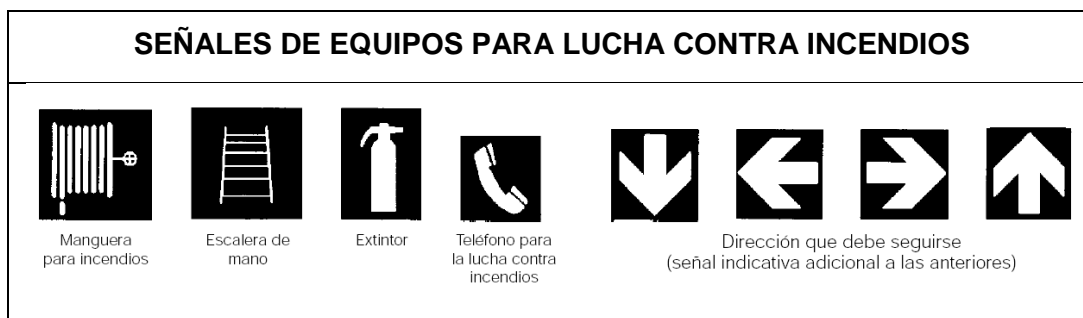 SEÑALES DE EQUIPOS PARA LUCHA CONTRA INCENDIOS
Manguera
para incendios
Escalera de
mano
Extintor
Teléfono para
la lucha contra
incendios
Dirección que debe seguirse
(señal indicativa adicional a las anteriores)